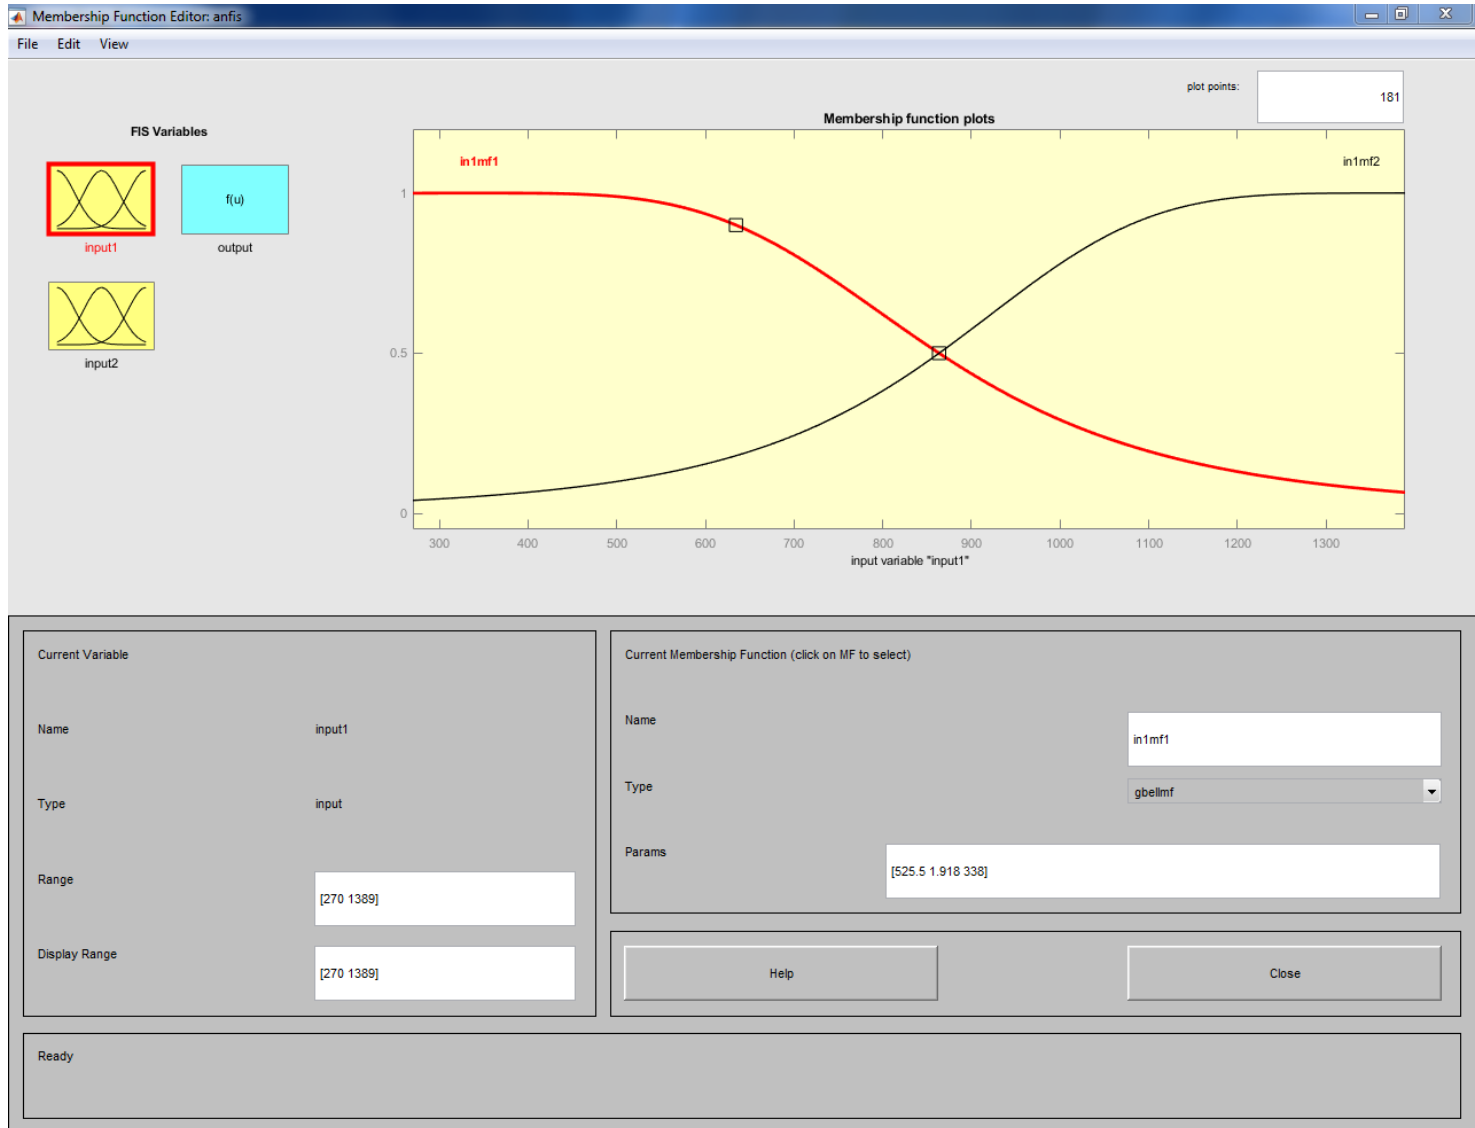 Membership Function Editor: anfis
File Edit View
plot points: 181
FIS Variables
f(u)
input1
output
input2
Membership function plots
in1mf1
in1mf2
1
0.5
0
300 400 500 600 700 800 900 1000 1100 1200 1300
input variable "input1"
Current Variable
Name input1
Type input
Range [270 1389]
Display Range [270 1389]
Current Membership Function (click on MF to select)
Name in1mf1
Type gbellmf
Params [525.5 1.918 338]
Help Close
Ready